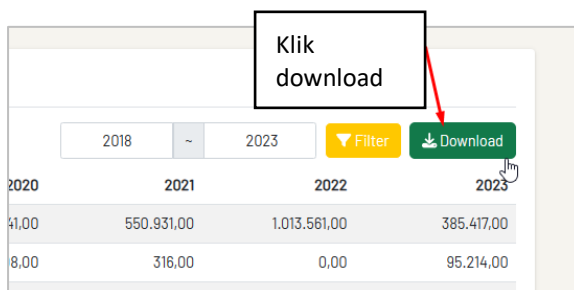 Klik
download
2018 ~ 2023 Filter Download
2020 2021 2022 2023
41,00 550.931,00 1.013.561,00 385.417,00
8,00 316,00 0,00 95.214,00